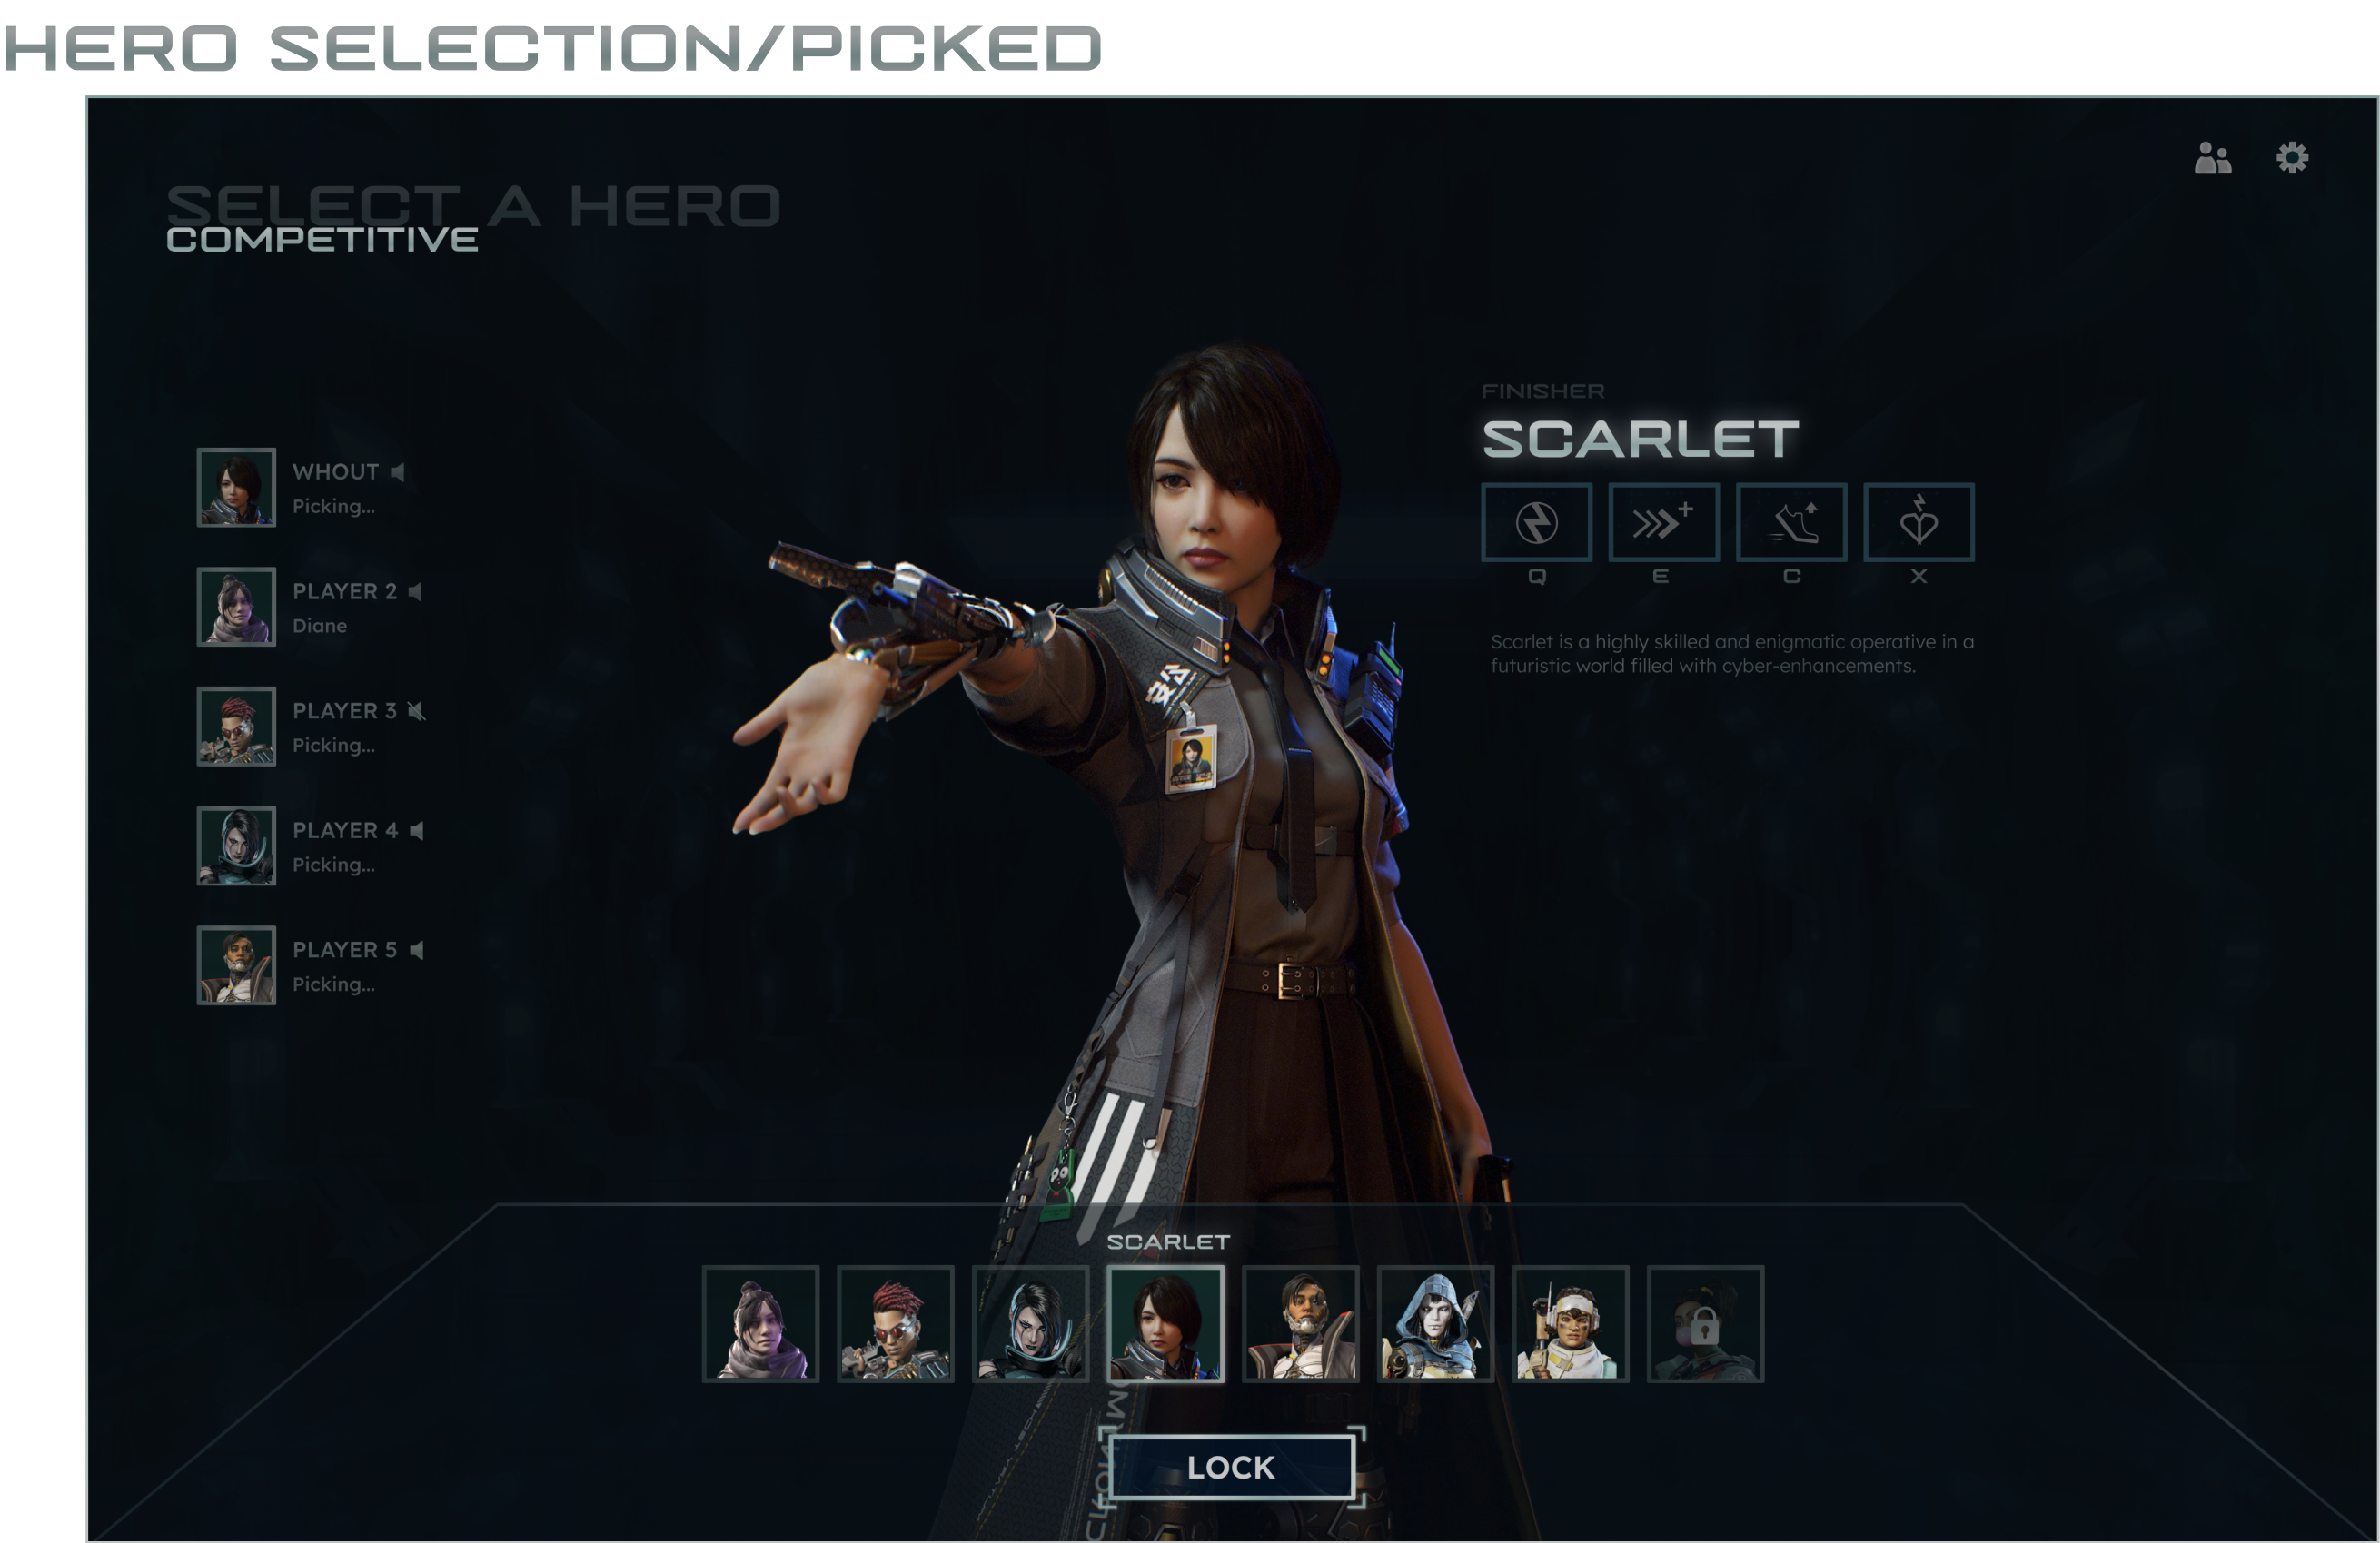 HERO SELECTION/PICKED
SELECT A HERO
COMPETITIVE
WHOUT
Picking...
PLAYER 2
Diane
PLAYER 3
Picking...
PLAYER 4
Picking...
PLAYER 5
Picking...
FINISHER
SCARLET
Q E C X
Scarlet is a highly skilled and enigmatic operative in a
futuristic world filled with cyber-enhancements.
SCARLET
LOCK